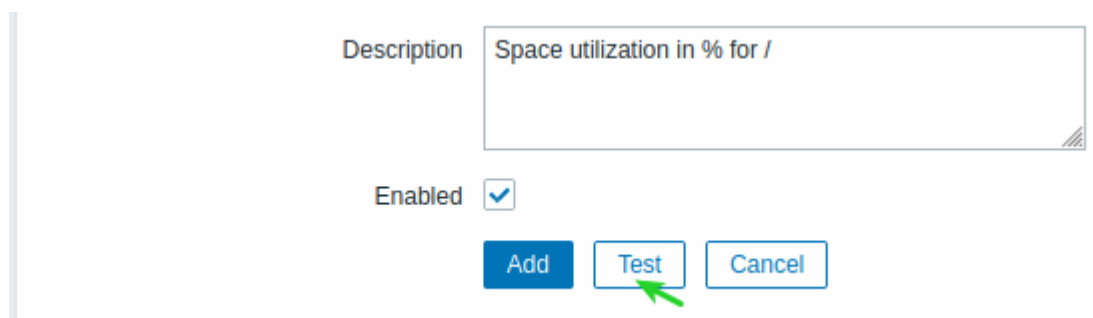 Description
Space utilization in % for /
Enabled
Add Test Cancel